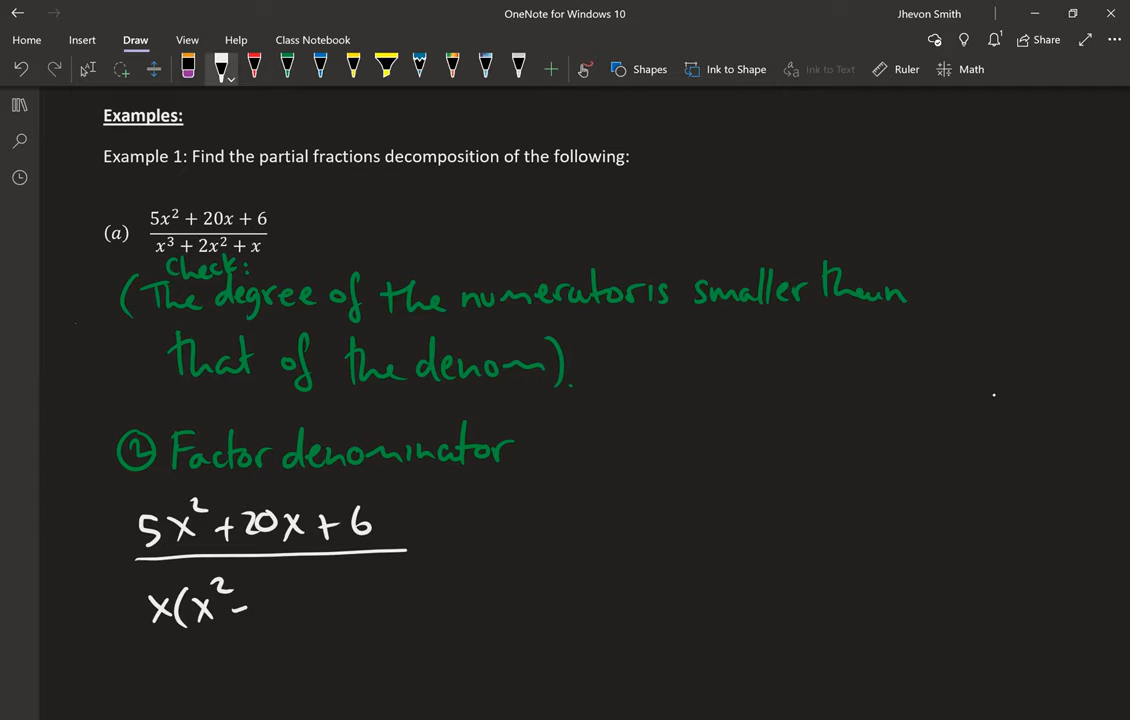 OneNote for Windows 10
Jhevon Smith
Home Insert Draw View Help Class Notebook
Share
Shapes Ink to Shape Ink to Text Ruler Math
Examples:
Example 1: Find the partial fractions decomposition of the following:
(a) 5x² + 20x + 6
x³ + 2x² + x
Check:
(The degree of the numerator is smaller than
that of the denom).
② Factor denominator
5x² + 20x + 6
x(x² -